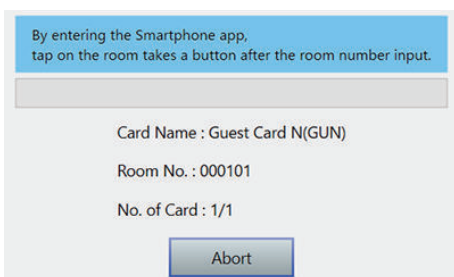 By entering the Smartphone app,
tap on the room takes a button after the room number input.
Card Name : Guest Card N(GUN)
Room No. : 000101
No. of Card : 1/1
Abort